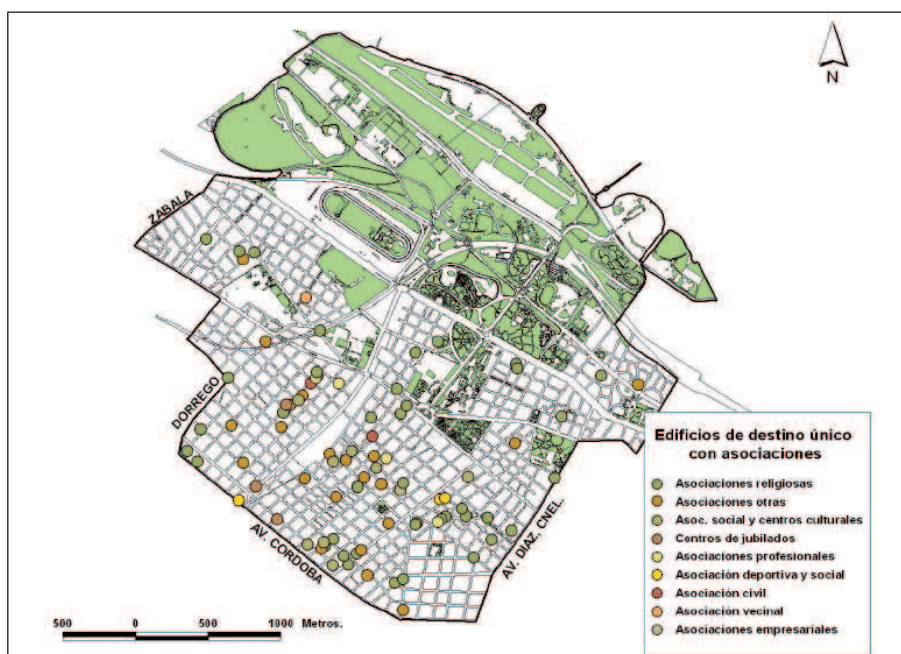 N
ZABALA
DORREGO
AV. CORDOBA
AV. DIAZ, CNEL.
Edificios de destino único
con asociaciones
Asociaciones religiosas
Asociaciones otras
Asoc. social y centros culturales
Centros de jubilados
Asociaciones profesionales
Asociación deportiva y social
Asociación civil
Asociación vecinal
Asociaciones empresariales
500 0 500 1000 Metros.